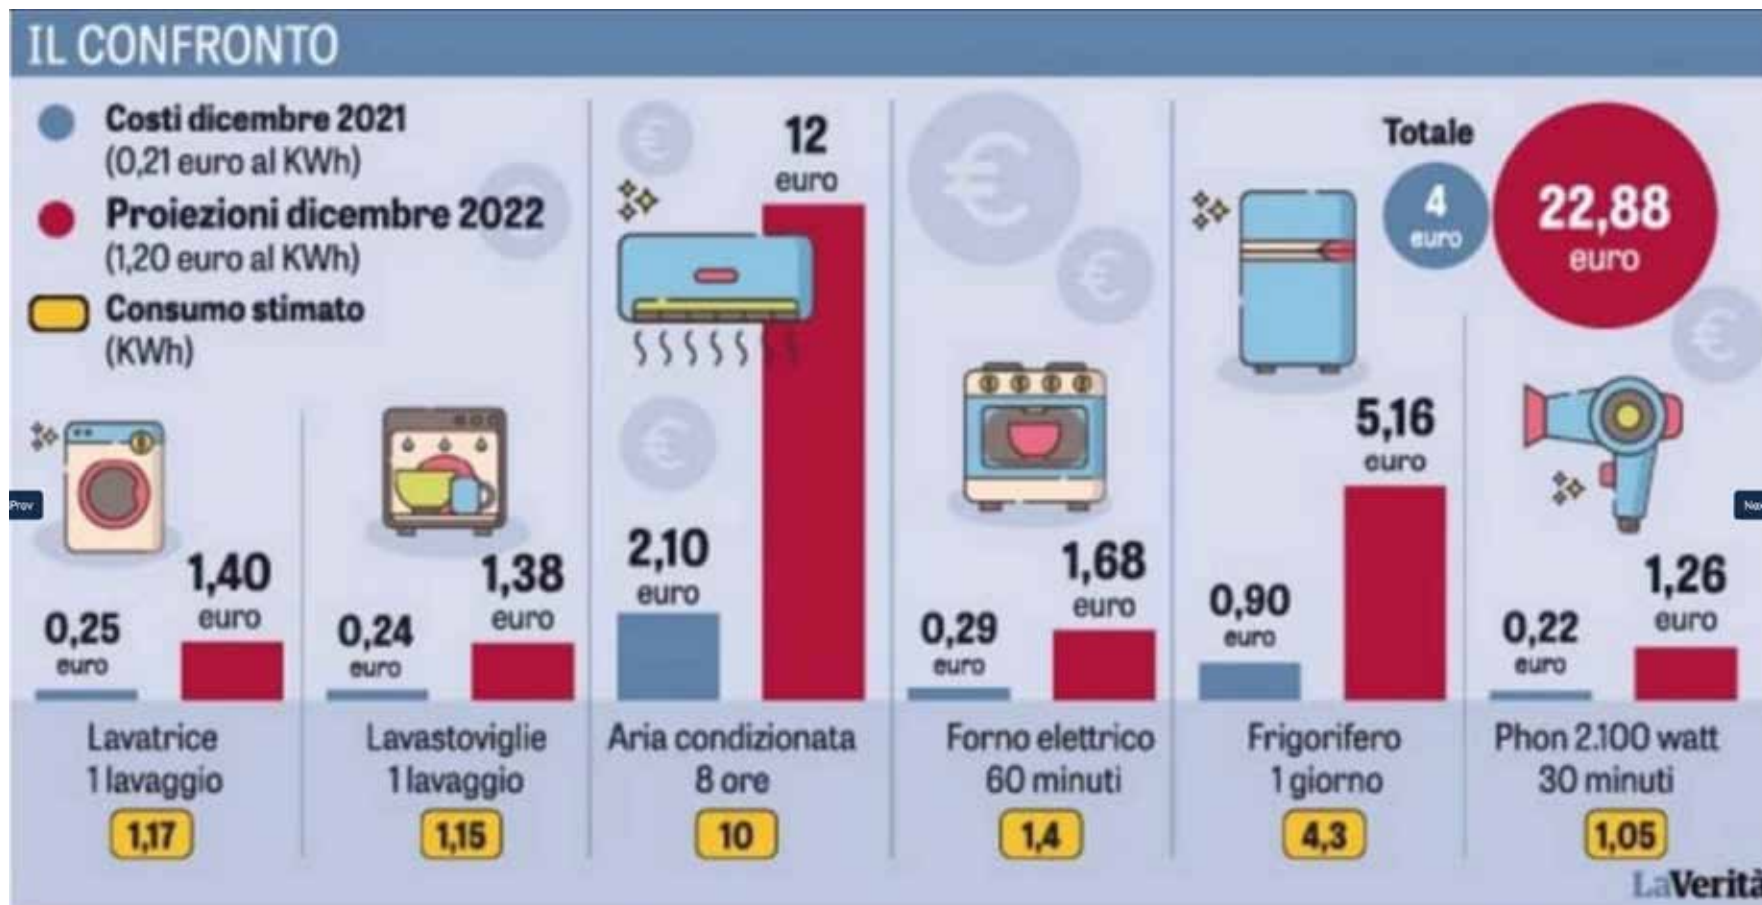 IL CONFRONTO
Costi dicembre 2021
(0,21 euro al KWh)
Proiezioni dicembre 2022
(1,20 euro al KWh)
Consumo stimato
(KWh)
Totale
4
euro
22,88
euro
0,25
euro
1,40
euro
Lavatrice
1 lavaggio
1,17
0,24
euro
1,38
euro
Lavastoviglie
1 lavaggio
1,15
2,10
euro
12
euro
Aria condizionata
8 ore
10
0,29
euro
1,68
euro
Forno elettrico
60 minuti
1,4
0,90
euro
5,16
euro
Frigorifero
1 giorno
4,3
0,22
euro
1,26
euro
Phon 2.100 watt
30 minuti
1,05
Prev
LaVerità